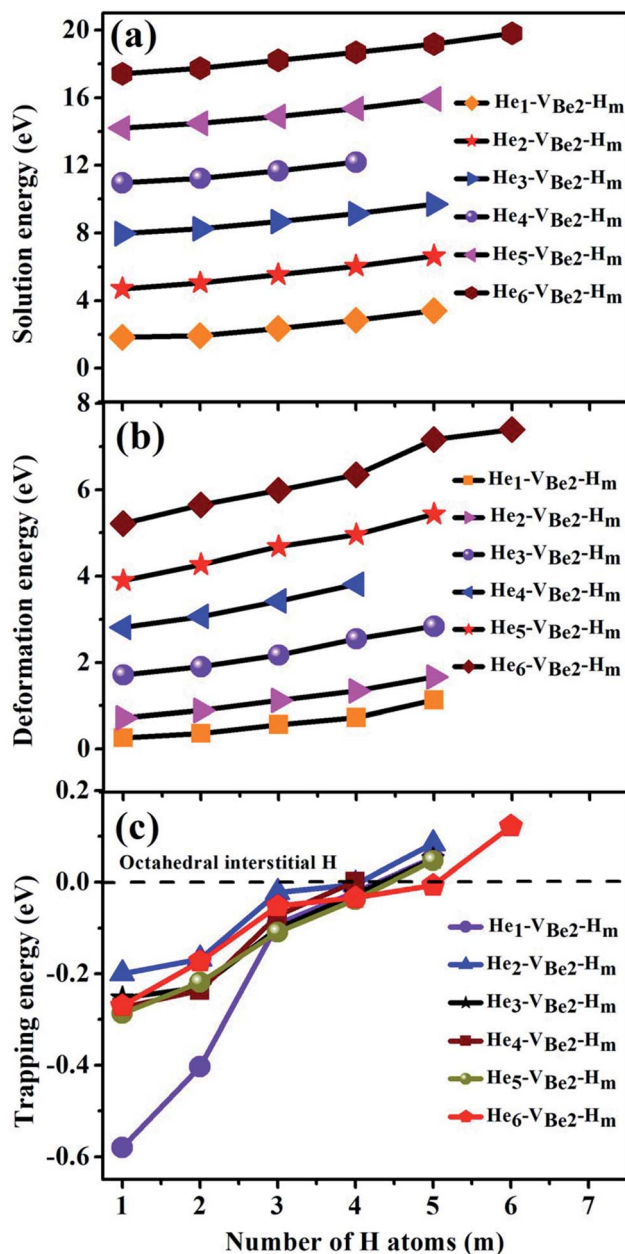 (a)
Solution energy (eV)
20
16
12
8
4
0
He1-VBe2-Hm
He2-VBe2-Hm
He3-VBe2-Hm
He4-VBe2-Hm
He5-VBe2-Hm
He6-VBe2-Hm
(b)
Deformation energy (eV)
8
6
4
2
0
He1-VBe2-Hm
He2-VBe2-Hm
He3-VBe2-Hm
He4-VBe2-Hm
He5-VBe2-Hm
He6-VBe2-Hm
(c)
Octahedral interstitial H
Trapping energy (eV)
0.2
0.0
-0.2
-0.4
-0.6
He1-VBe2-Hm
He2-VBe2-Hm
He3-VBe2-Hm
He4-VBe2-Hm
He5-VBe2-Hm
He6-VBe2-Hm
1 2 3 4 5 6 7
Number of H atoms (m)